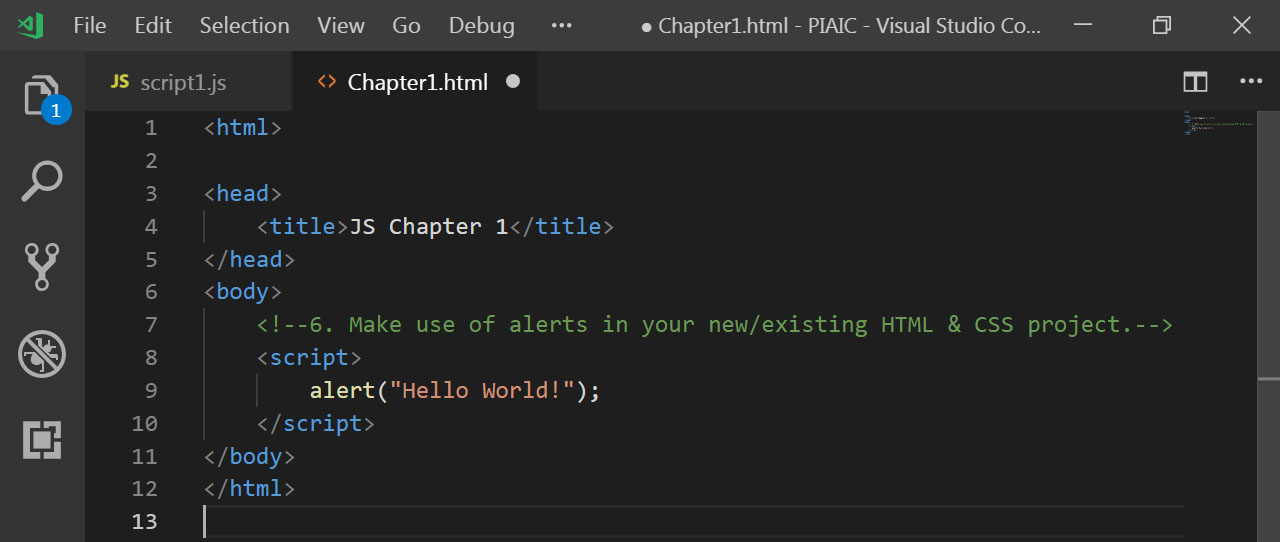 File Edit Selection View Go Debug ··· ● Chapter1.html - PIAIC - Visual Studio Co...
1
JS script1.js <> Chapter1.html ●
1 <html>
2
3 <head>
4     <title>JS Chapter 1</title>
5 </head>
6 <body>
7     <!--6. Make use of alerts in your new/existing HTML & CSS project.-->
8     <script>
9         alert("Hello World!");
10     </script>
11 </body>
12 </html>
13